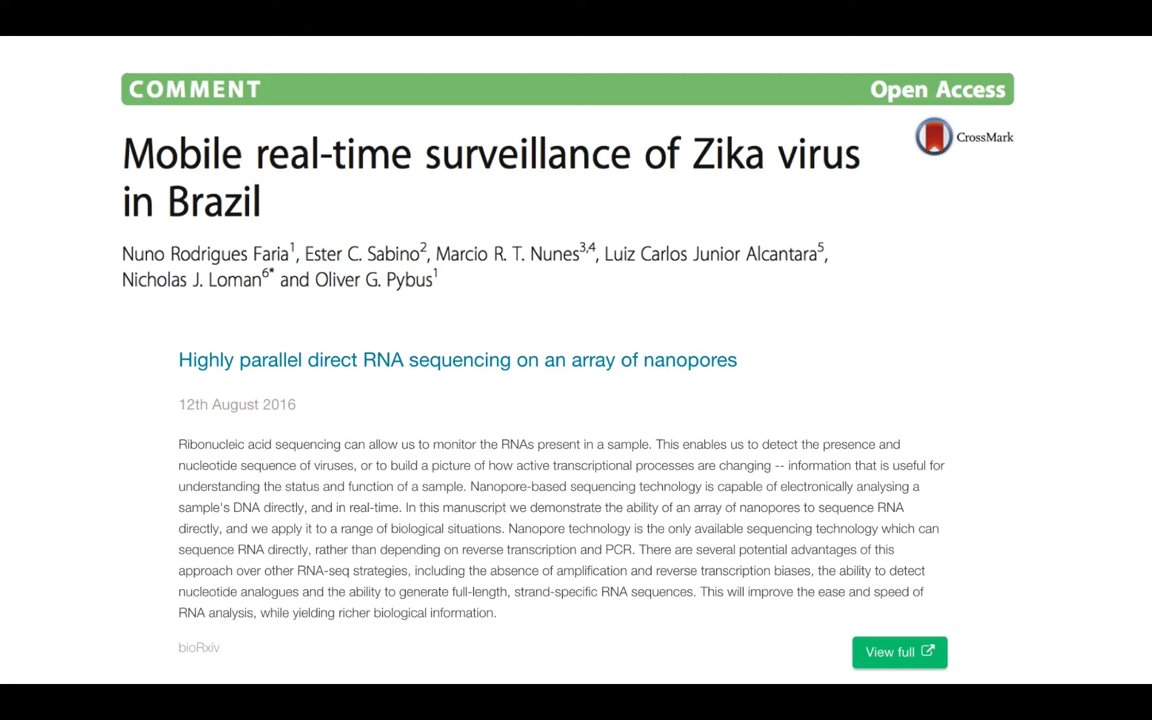 COMMENT
Open Access
CrossMark
Mobile real-time surveillance of Zika virus
in Brazil
Nuno Rodrigues Faria1, Ester C. Sabino2, Marcio R. T. Nunes3,4, Luiz Carlos Junior Alcantara5,
Nicholas J. Loman6* and Oliver G. Pybus1
Highly parallel direct RNA sequencing on an array of nanopores
12th August 2016
Ribonucleic acid sequencing can allow us to monitor the RNAs present in a sample. This enables us to detect the presence and
nucleotide sequence of viruses, or to build a picture of how active transcriptional processes are changing -- information that is useful for
understanding the status and function of a sample. Nanopore-based sequencing technology is capable of electronically analysing a
sample's DNA directly, and in real-time. In this manuscript we demonstrate the ability of an array of nanopores to sequence RNA
directly, and we apply it to a range of biological situations. Nanopore technology is the only available sequencing technology which can
sequence RNA directly, rather than depending on reverse transcription and PCR. There are several potential advantages of this
approach over other RNA-seq strategies, including the absence of amplification and reverse transcription biases, the ability to detect
nucleotide analogues and the ability to generate full-length, strand-specific RNA sequences. This will improve the ease and speed of
RNA analysis, while yielding richer biological information.
bioRxiv
View full